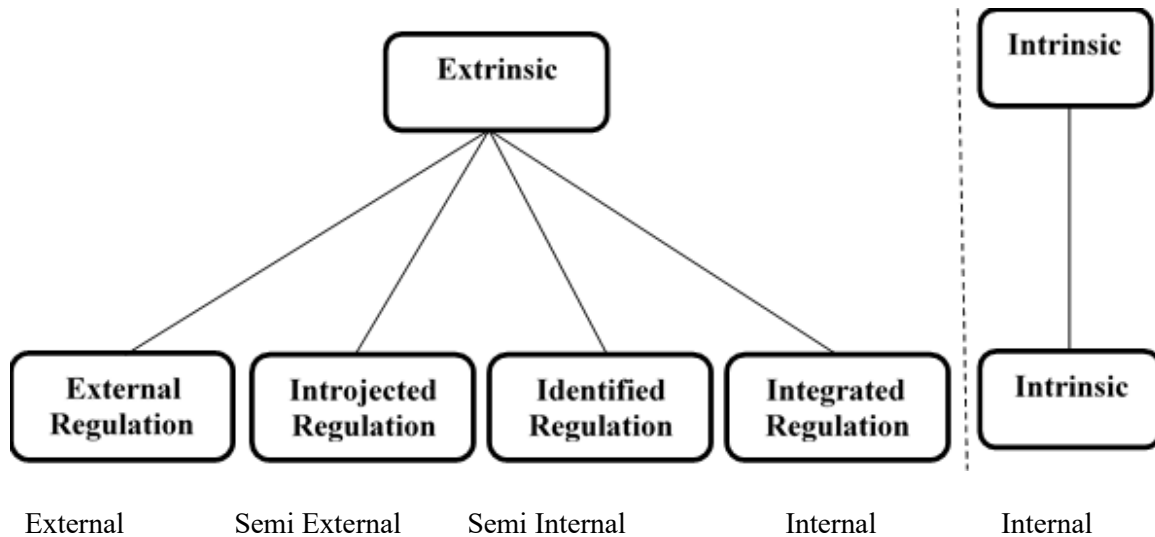 Extrinsic
Intrinsic
External
Regulation
Introjected
Regulation
Identified
Regulation
Integrated
Regulation
Intrinsic
External
Semi External
Semi Internal
Internal
Internal